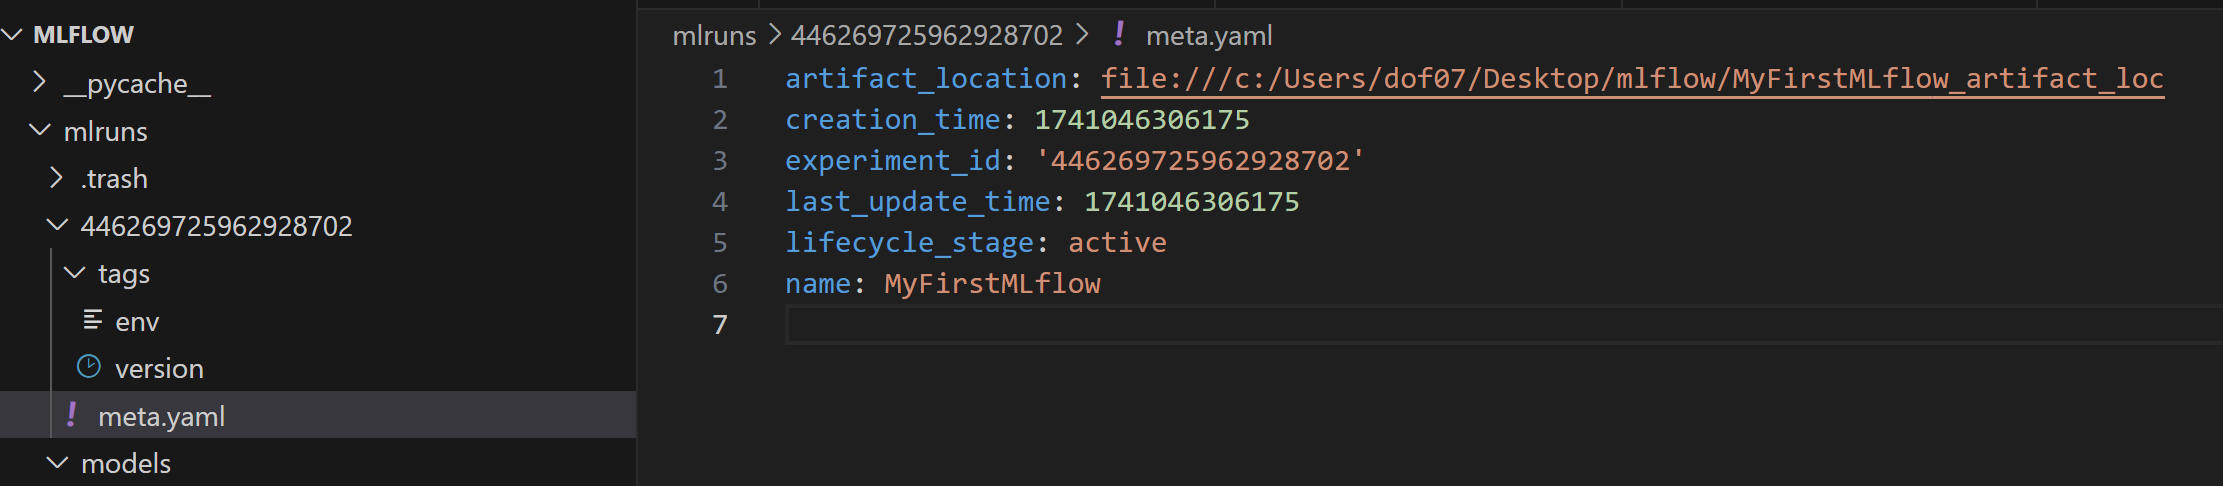 MLFLOW
__pycache__
mlruns
.trash
446269725962928702
tags
env
version
meta.yaml
models
mlruns > 446269725962928702 > ! meta.yaml
1 artifact_location: file:///c:/Users/dof07/Desktop/mlflow/MyFirstMLflow_artifact_loc
2 creation_time: 1741046306175
3 experiment_id: '446269725962928702'
4 last_update_time: 1741046306175
5 lifecycle_stage: active
6 name: MyFirstMLflow
7